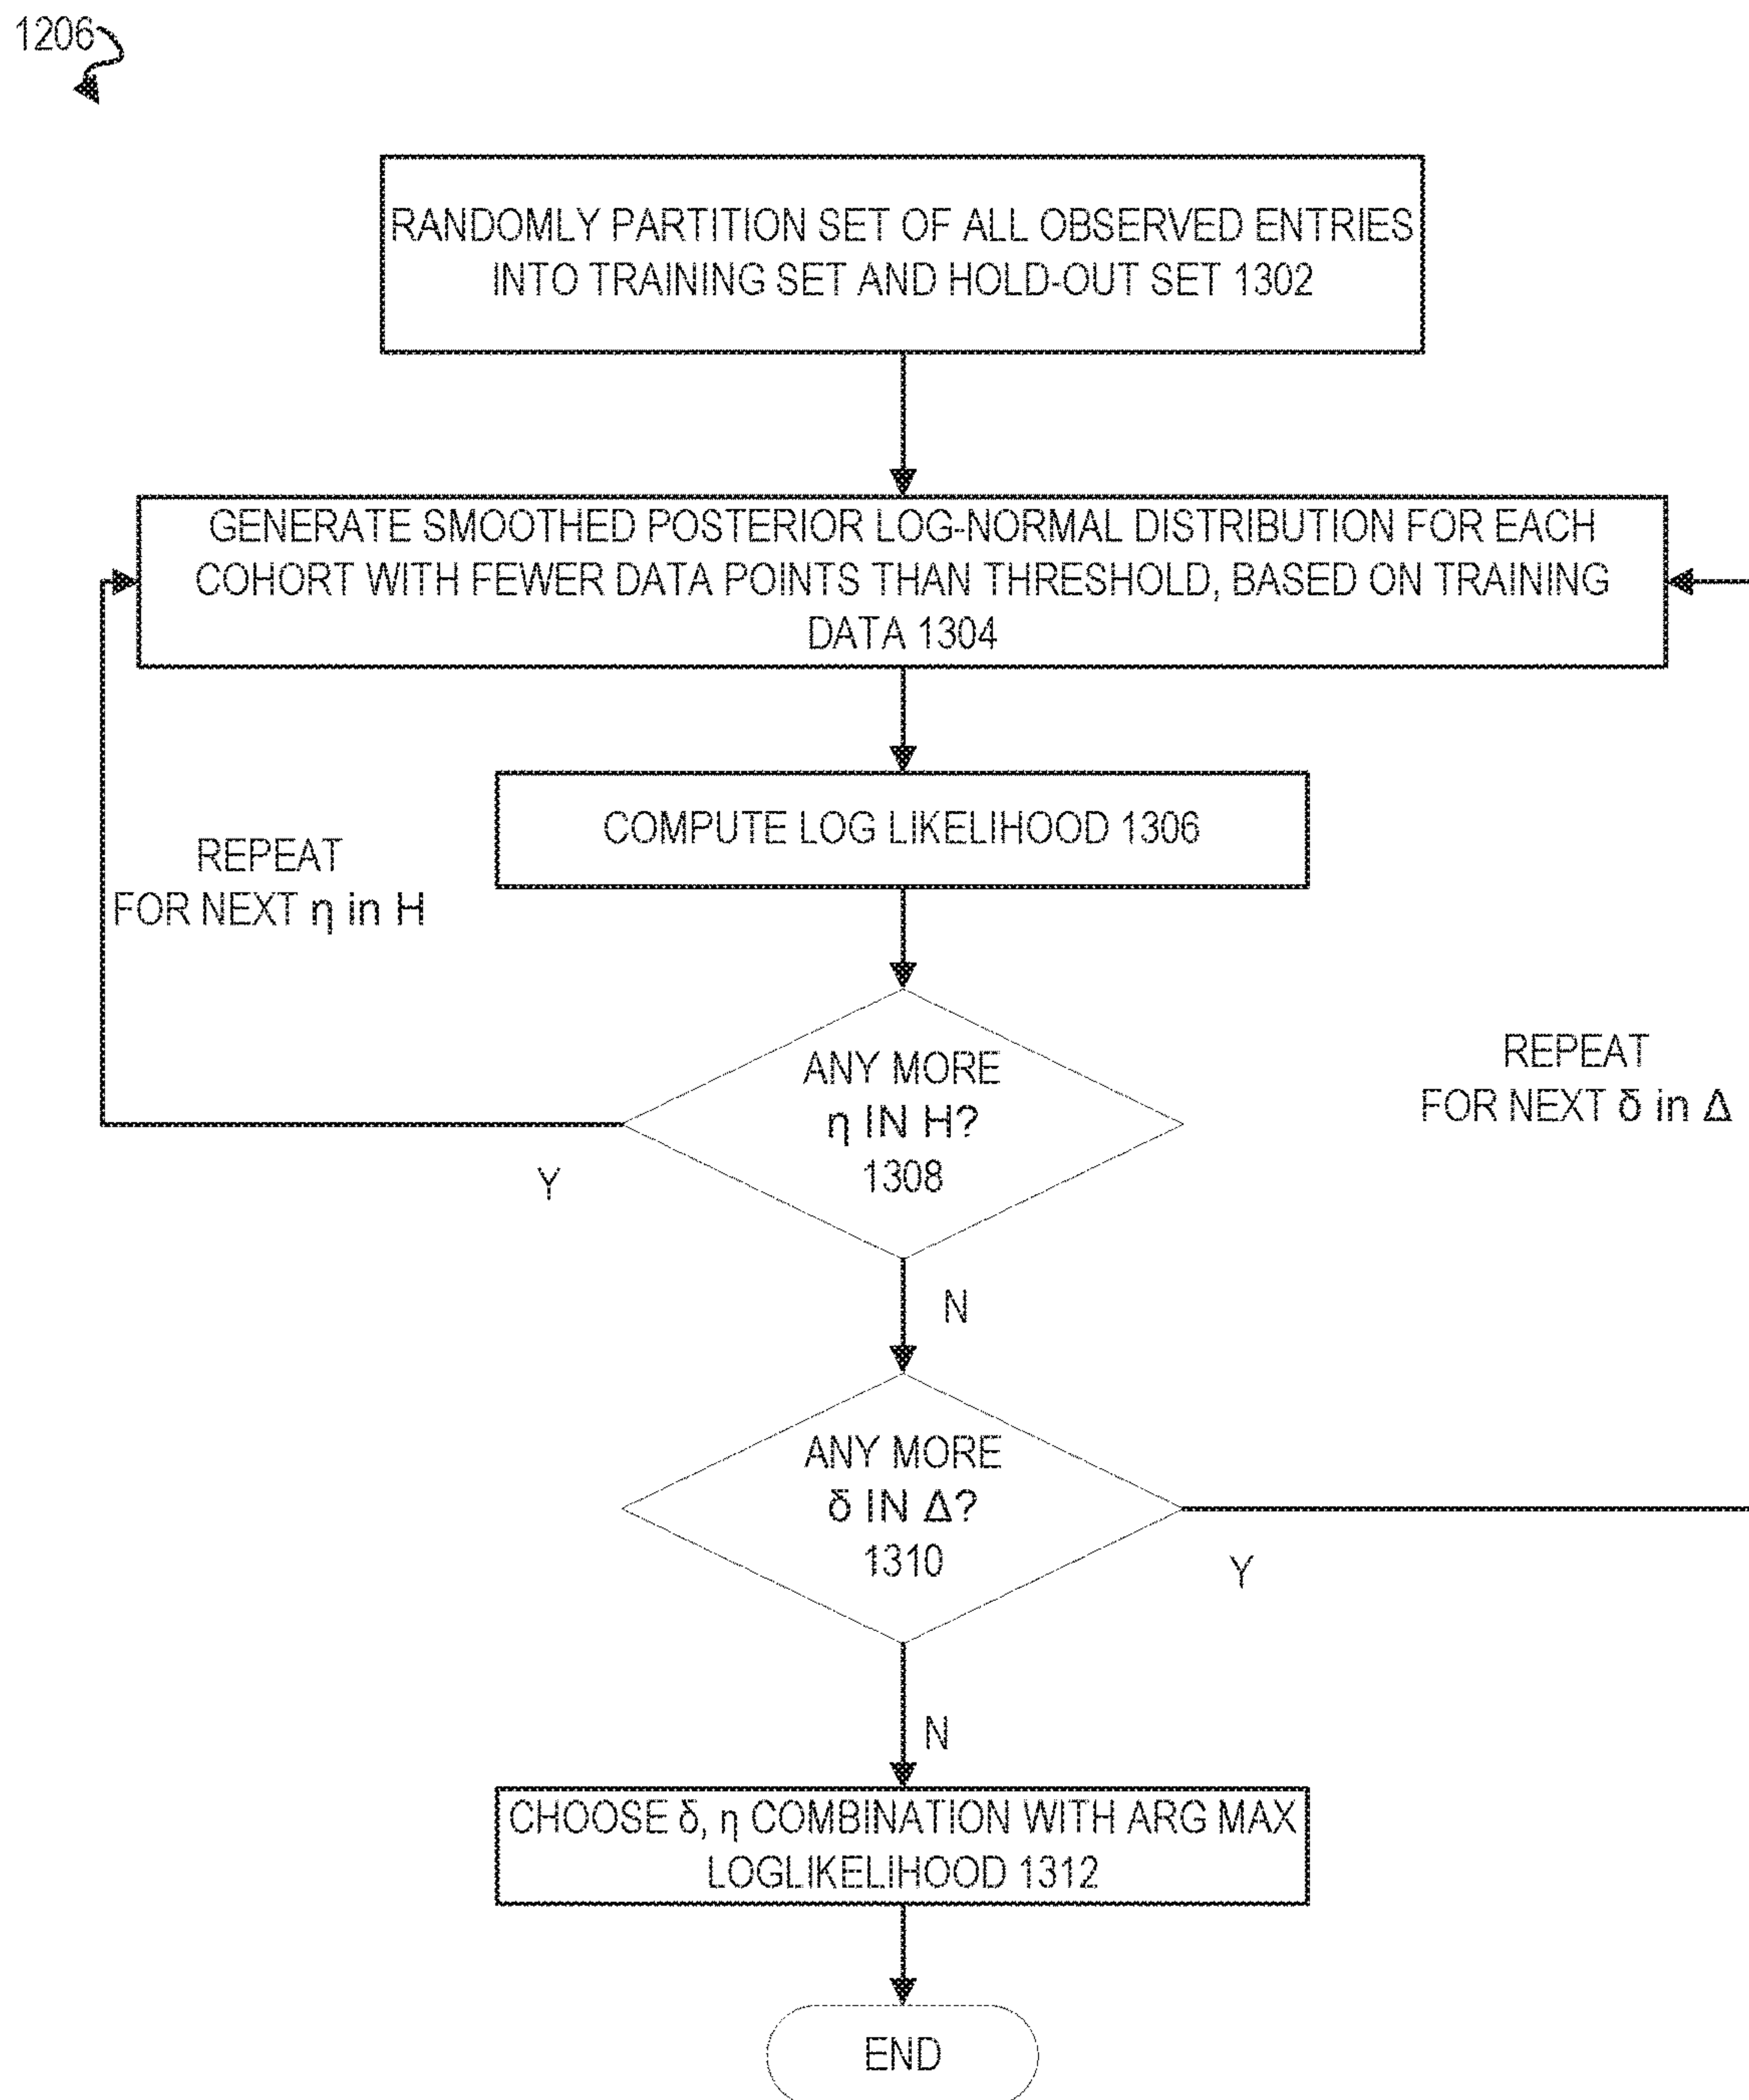 1206
RANDOMLY PARTITION SET OF ALL OBSERVED ENTRIES
INTO TRAINING SET AND HOLD-OUT SET 1302
GENERATE SMOOTHED POSTERIOR LOG-NORMAL DISTRIBUTION FOR EACH
COHORT WITH FEWER DATA POINTS THAN THRESHOLD, BASED ON TRAINING
DATA 1304
COMPUTE LOG LIKELIHOOD 1306
REPEAT
FOR NEXT η in H
ANY MORE
η IN H?
1308
REPEAT
FOR NEXT δ in Δ
Y
N
ANY MORE
δ IN Δ?
1310
Y
N
CHOOSE δ, η COMBINATION WITH ARG MAX
LOGLIKELIHOOD 1312
END